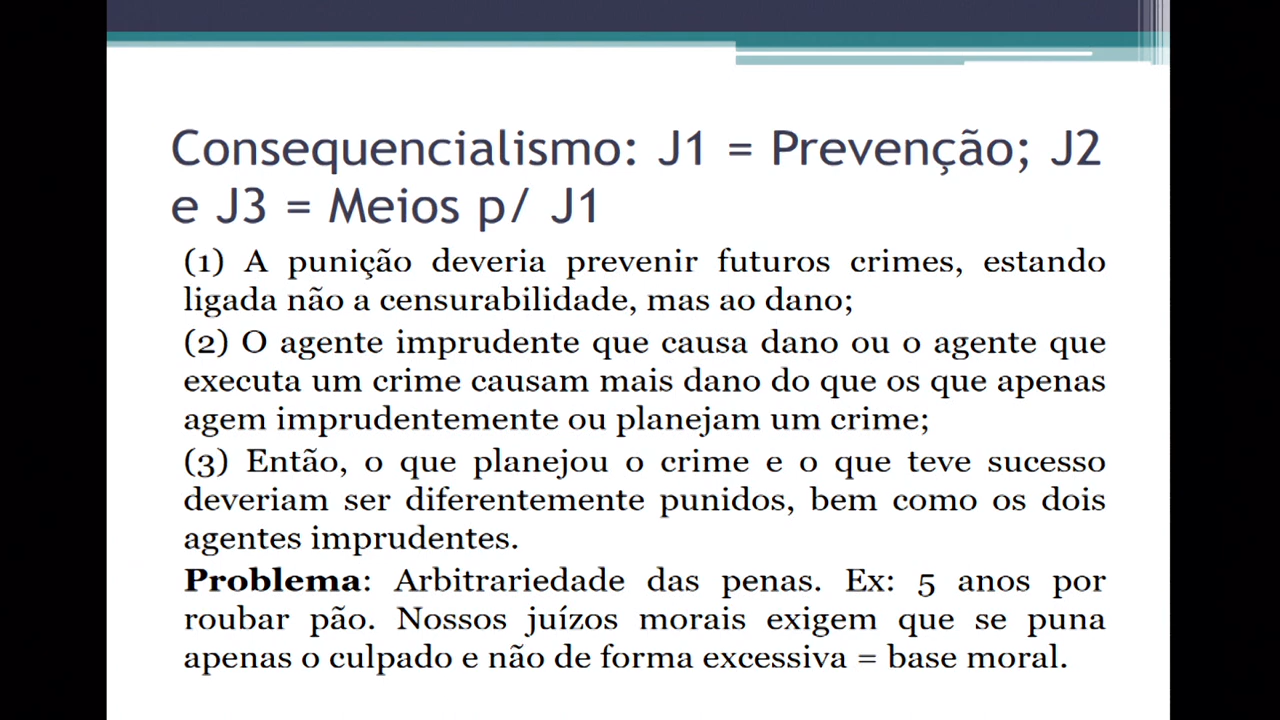 Consequencialismo: J1 = Prevenção; J2
e J3 = Meios p/ J1
(1) A punição deveria prevenir futuros crimes, estando
ligada não a censurabilidade, mas ao dano;
(2) O agente imprudente que causa dano ou o agente que
executa um crime causam mais dano do que os que apenas
agem imprudentemente ou planejam um crime;
(3) Então, o que planejou o crime e o que teve sucesso
deveriam ser diferentemente punidos, bem como os dois
agentes imprudentes.
Problema: Arbitrariedade das penas. Ex: 5 anos por
roubar pão. Nossos juízos morais exigem que se puna
apenas o culpado e não de forma excessiva = base moral.